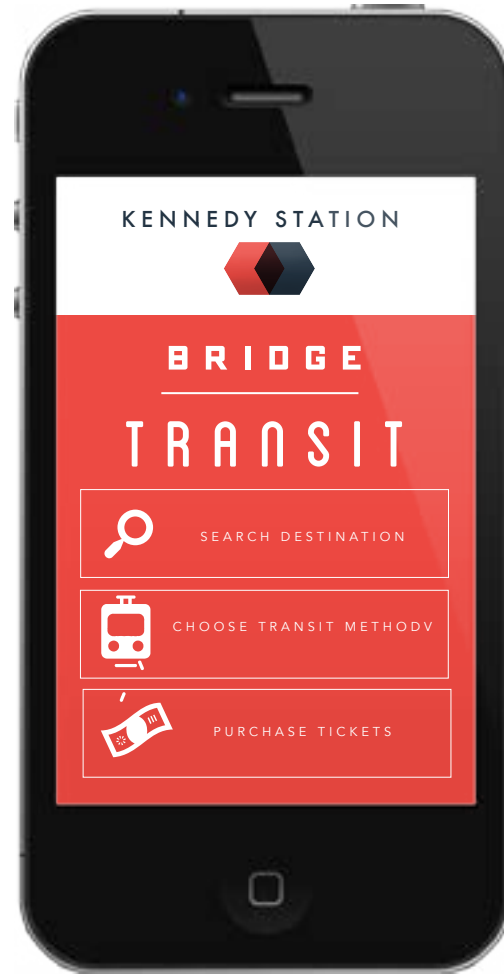 KENNEDY STATION
BRIDGE
TRANSIT
SEARCH DESTINATION
CHOOSE TRANSIT METHODV
PURCHASE TICKETS